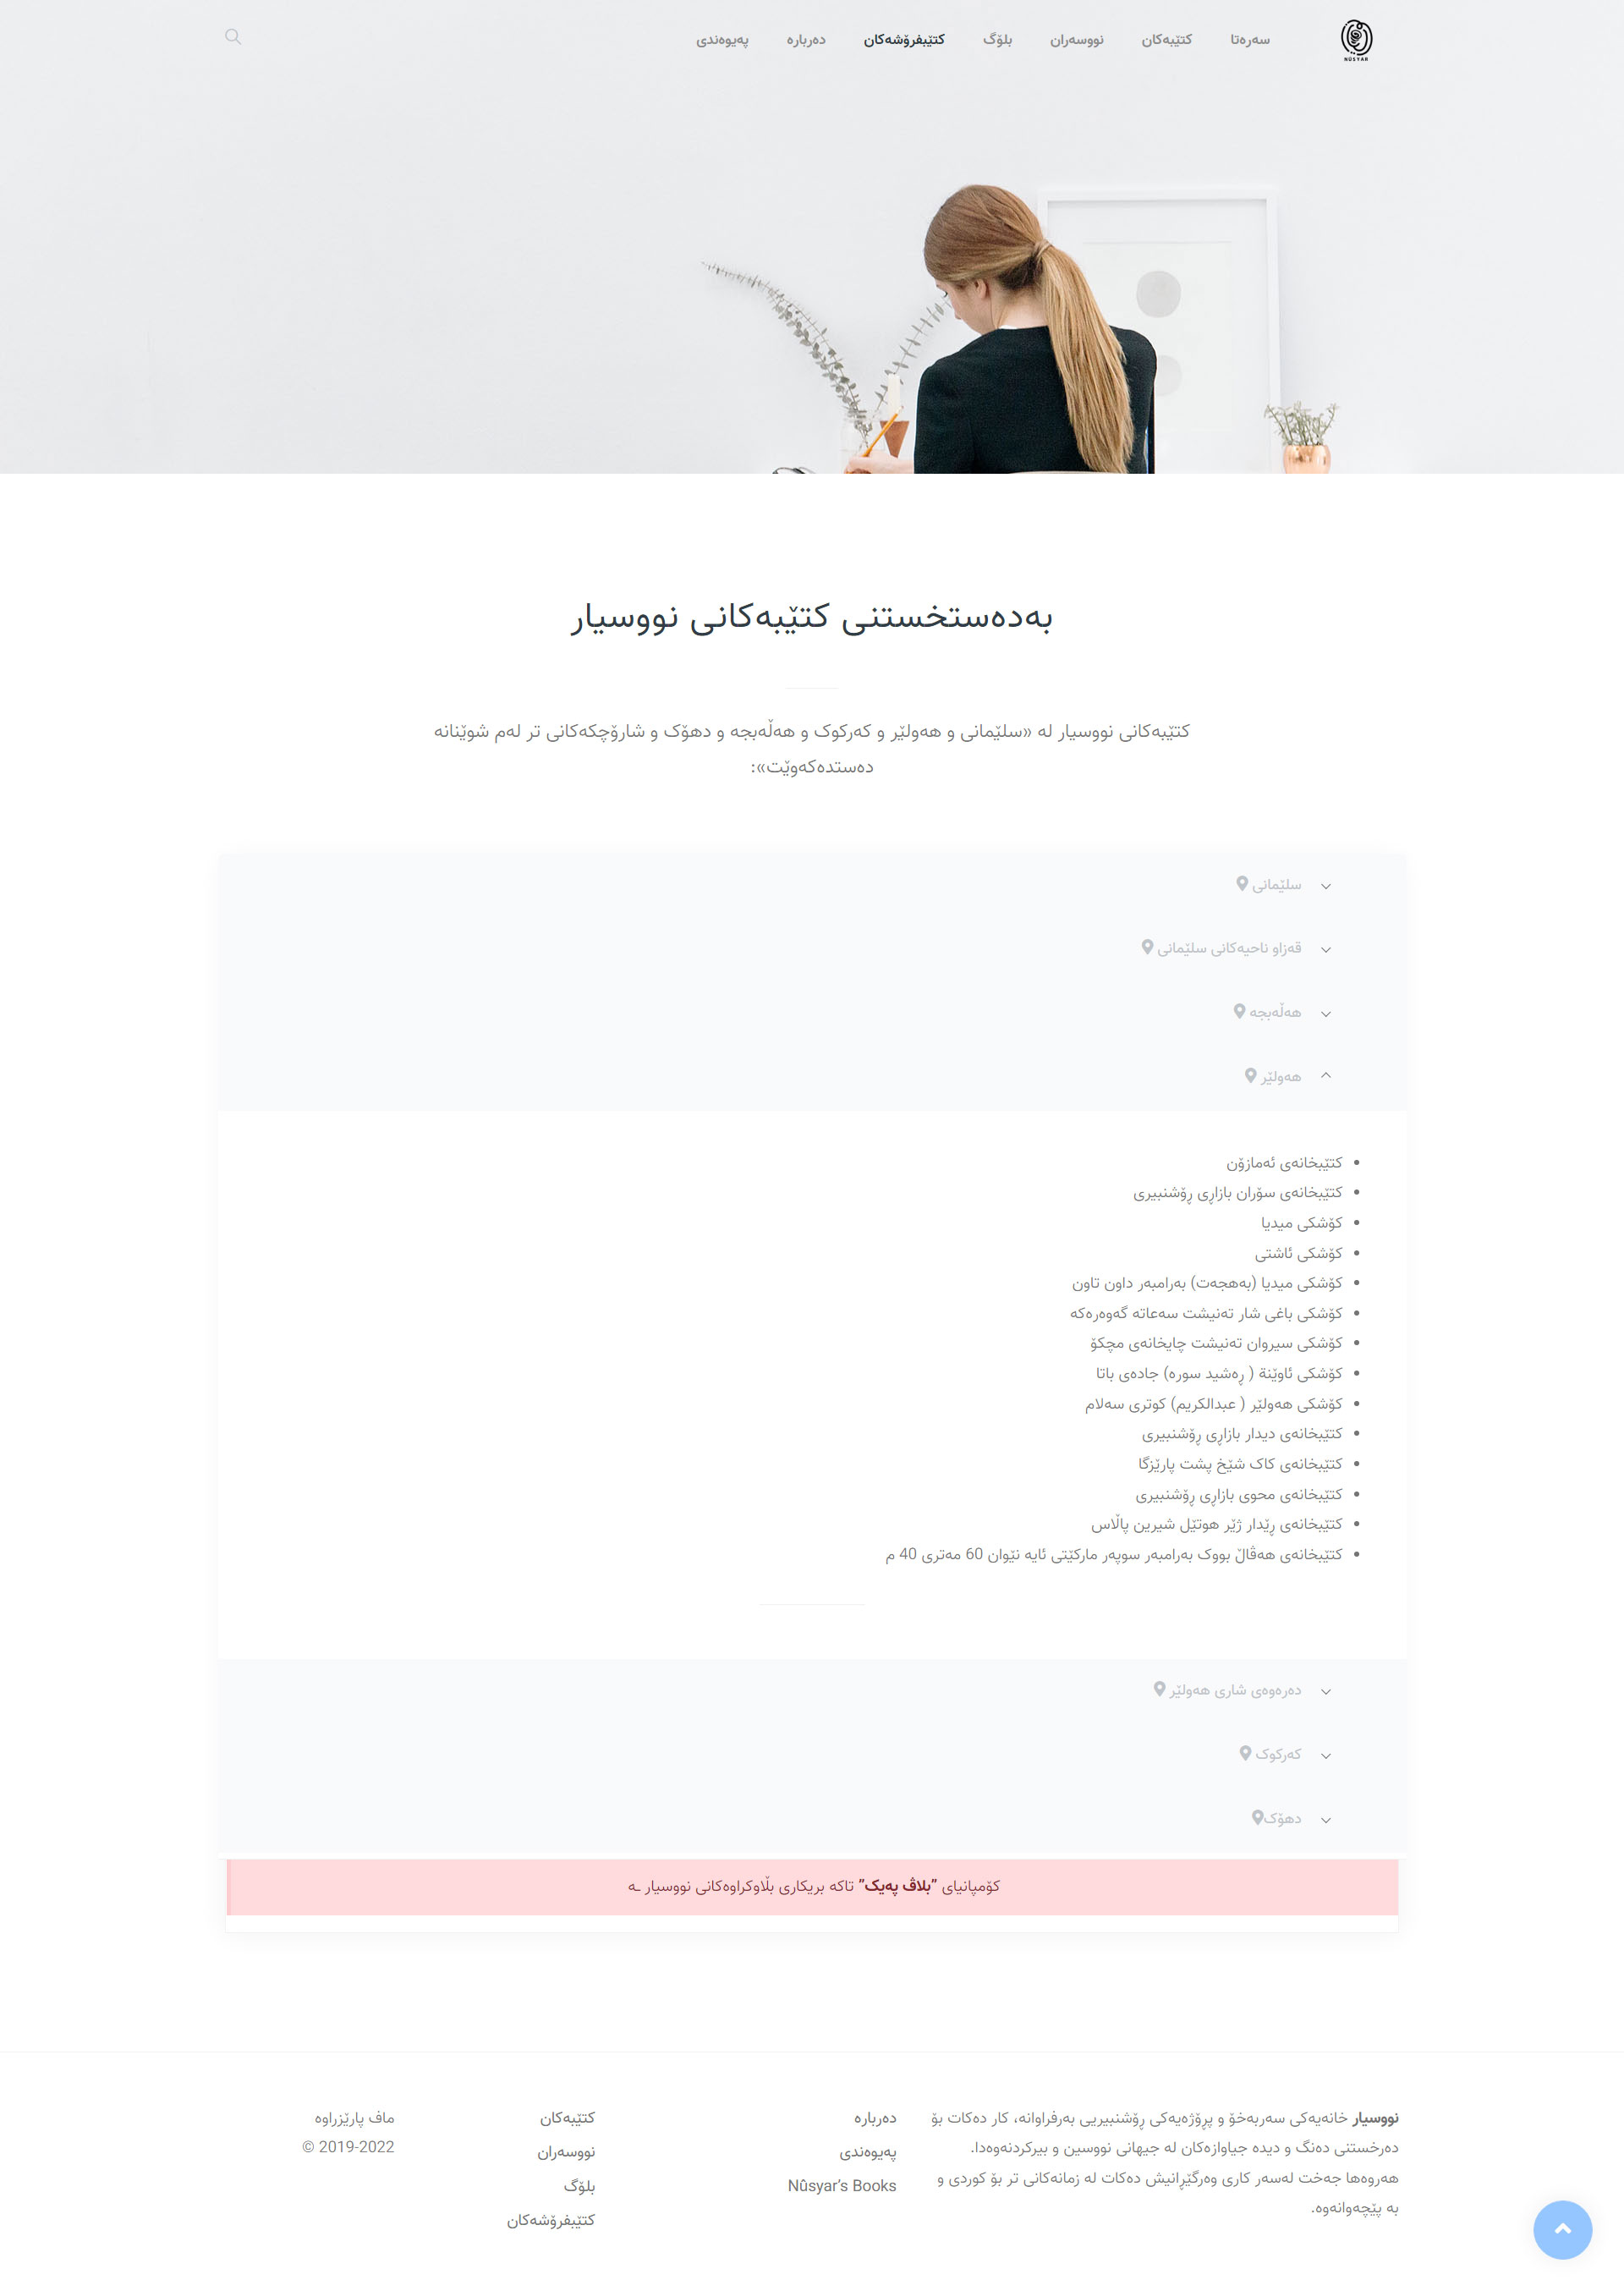 NÛSYAR
سەرەتا
کتێبەکان
نووسەران
بلۆگ
کتێبفرۆشەکان
دەربارە
پەیوەندی
بەدەستخستنی کتێبەکانی نووسیار
کتێبەکانی نووسیار لە «سلێمانی و هەولێر و کەرکوک و هەڵەبجە و دهۆک و شارۆچکەکانی تر لەم شوێنانە
دەستدەکەوێت»:
سلێمانی
قەزاو ناحیەکانی سلێمانی
هەڵەبجە
هەولێر
کتێبخانەی ئەمازۆن
کتێبخانەی سۆران بازاڕی ڕۆشنبیری
کۆشکی میدیا
کۆشکی ئاشتی
کۆشکی میدیا (بەهجەت) بەرامبەر داون تاون
کۆشکی باغی شار تەنیشت سەعاتە گەوەرەکە
کۆشکی سیروان تەنیشت چایخانەی مچکۆ
کۆشکی ئاوێنة ( ڕەشید سورە) جادەی باتا
کۆشکی هەولێر ( عبدالکریم) کوتری سەلام
کتێبخانەی دیدار بازاڕی ڕۆشنبیری
کتێبخانەی کاک شێخ پشت پارێزگا
کتێبخانەی محوی بازاڕی ڕۆشنبیری
کتێبخانەی ڕێدار ژێر هوتێل شیرین پاڵاس
کتێبخانەی هەڤاڵ بووک بەرامبەر سوپەر مارکێتی ئایە نێوان 60 مەتری 40 م
دەرەوەی شاری هەولێر
کەرکوک
دهۆک
کۆمپانیای ”بلاڤ پەیک” تاکە بریکاری بڵاوکراوەکانی نووسیار ـە
نووسیار خانەیەکی سەربەخۆ و پڕۆژەیەکی ڕۆشنبیریی بەرفراوانە، کار دەکات بۆ
دەرخستنی دەنگ و دیدە جیاوازەکان لە جیهانی نووسین و بیرکردنەوەدا.
هەروەها جەخت لەسەر کاری وەرگێڕانیش دەکات لە زمانەکانی تر بۆ کوردی و
بە پێچەوانەوە.
دەربارە
پەیوەندی
Nûsyar’s Books
کتێبەکان
نووسەران
بلۆگ
کتێبفرۆشەکان
ماف پارێزراوە
© 2019-2022